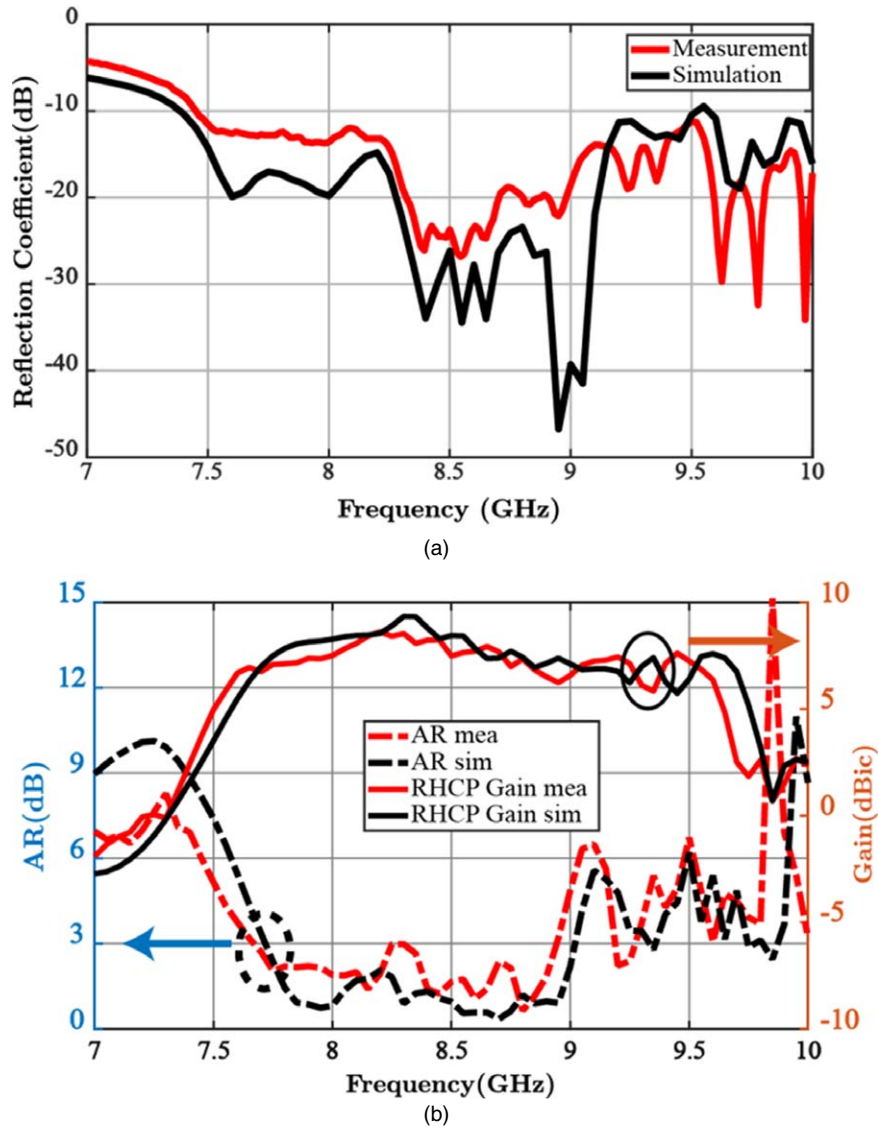 0
-10
-20
-30
-40
-50
Reflection Coefficient(dB)
Measurement
Simulation
7 7.5 8 8.5 9 9.5 10
Frequency (GHz)
(a)
15
12
9
6
3
0
AR(dB)
AR mea
AR sim
RHCP Gain mea
RHCP Gain sim
10
5
0
-5
-10
Gain(dBic)
7 7.5 8 8.5 9 9.5 10
Frequency(GHz)
(b)